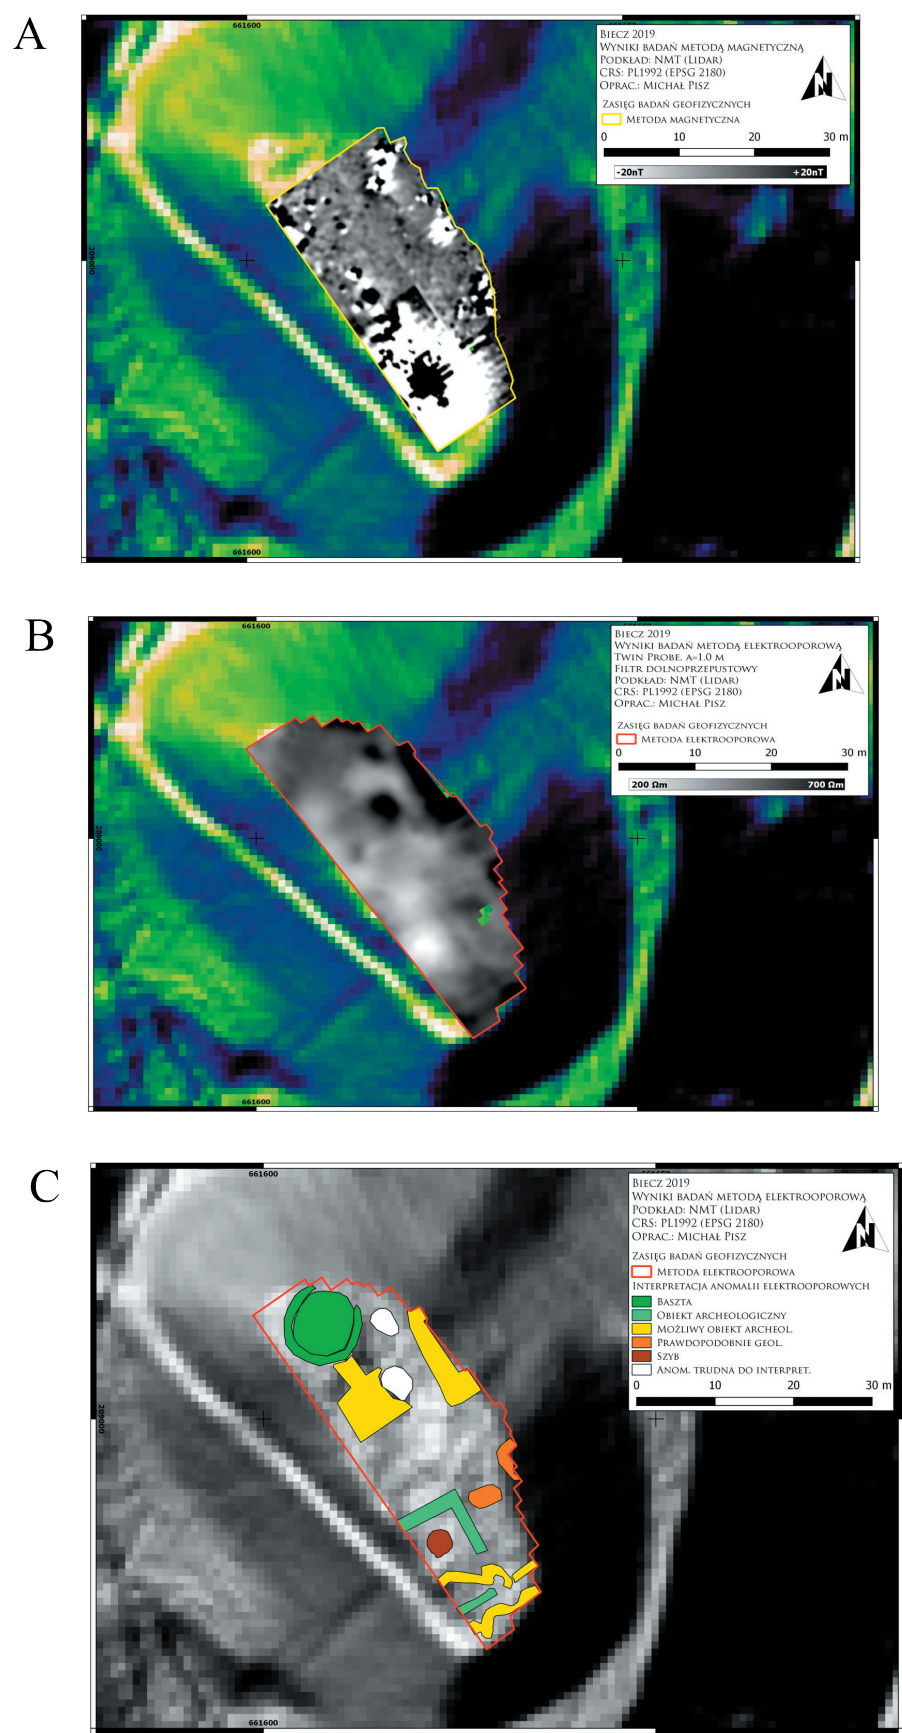 A
BIECZ 2019
WYNIKI BADAŃ METODĄ MAGNETYCZNĄ
PODKŁAD: NMT (LIDAR)
CRS: PL1992 (EPSG 2180)
OPRAC.: MICHAŁ PISZ
ZASIĘG BADAŃ GEOFIZYCZNYCH
METODA MAGNETYCZNA
0 10 20 30 m
-20nT +20nT
N
661600
209000
661600
B
661600
BIECZ 2019
WYNIKI BADAŃ METODĄ ELEKTROOPOROWĄ
TWIN PROBE, A=1.0 M
FILTR DOLNOPRZEPUSTOWY
PODKŁAD: NMT (LIDAR)
CRS: PL1992 (EPSG 2180)
OPRAC.: MICHAŁ PISZ
ZASIĘG BADAŃ GEOFIZYCZNYCH
METODA ELEKTROOPOROWA
0 10 20 30 m
200 Ωm 700 Ωm
N
209000
661600
C
661600
BIECZ 2019
WYNIKI BADAŃ METODĄ ELEKTROOPOROWĄ
PODKŁAD: NMT (LIDAR)
CRS: PL1992 (EPSG 2180)
OPRAC.: MICHAŁ PISZ
ZASIĘG BADAŃ GEOFIZYCZNYCH
METODA ELEKTROOPOROWA
INTERPRETACJA ANOMALII ELEKTROOPOROWYCH
BASZTA
OBIEKT ARCHEOLOGICZNY
MOŻLIWY OBIEKT ARCHEOL.
PRAWDOPODOBNIE GEOL.
SZYB
ANOM. TRUDNA DO INTERPRET.
0 10 20 30 m
N
209000
661600